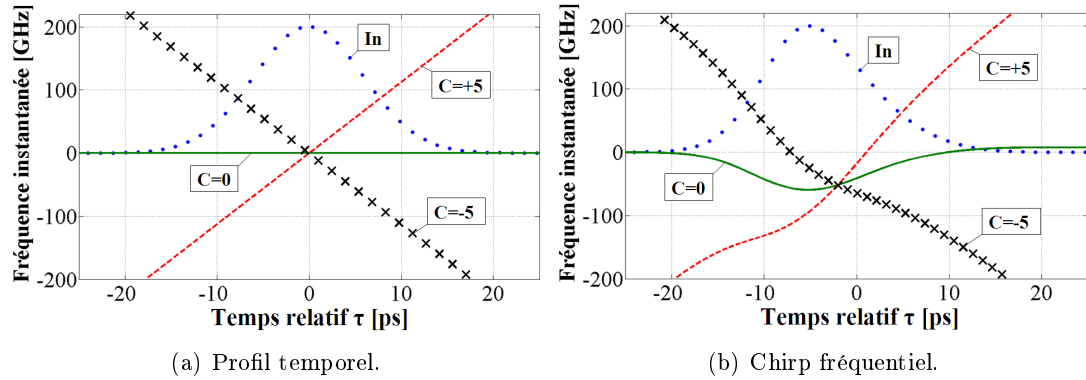 Fréquence instantanée [GHz]
200
100
0
-100
-200
In
C=+5
C=0
C=-5
-20
-10
0
10
20
Temps relatif τ [ps]
(a) Profil temporel.
Fréquence instantanée [GHz]
200
100
0
-100
-200
In
C=+5
C=0
C=-5
-20
-10
0
10
20
Temps relatif τ [ps]
(b) Chirp fréquentiel.